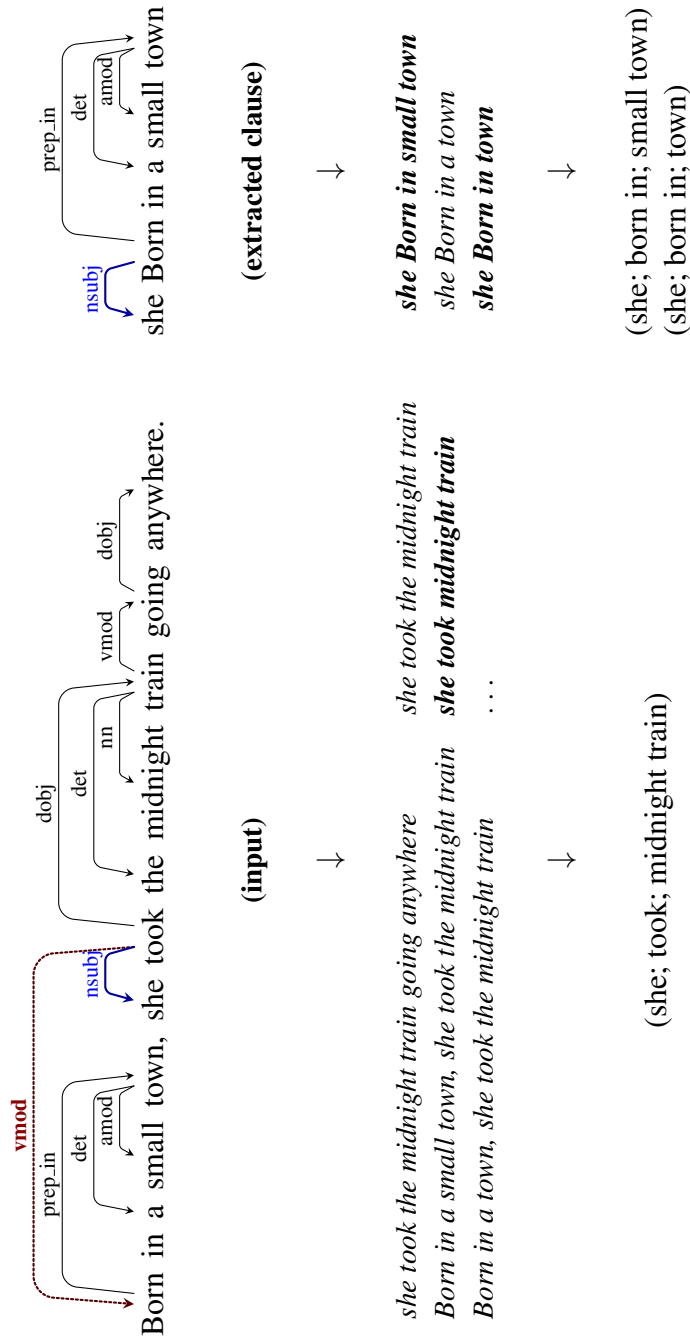 vmod
prep_in
det
amod
nsubj
dobj
det
nn
vmod
dobj
Born in a small town, she took the midnight train going anywhere.
(input)
↓
she took the midnight train going anywhere
Born in a small town, she took the midnight train
Born in a town, she took the midnight train
she took the midnight train
she took midnight train
. . .
↓
(she; took; midnight train)
nsubj
prep_in
det
amod
she Born in a small town
(extracted clause)
↓
she Born in small town
she Born in a town
she Born in town
↓
(she; born in; small town)
(she; born in; town)